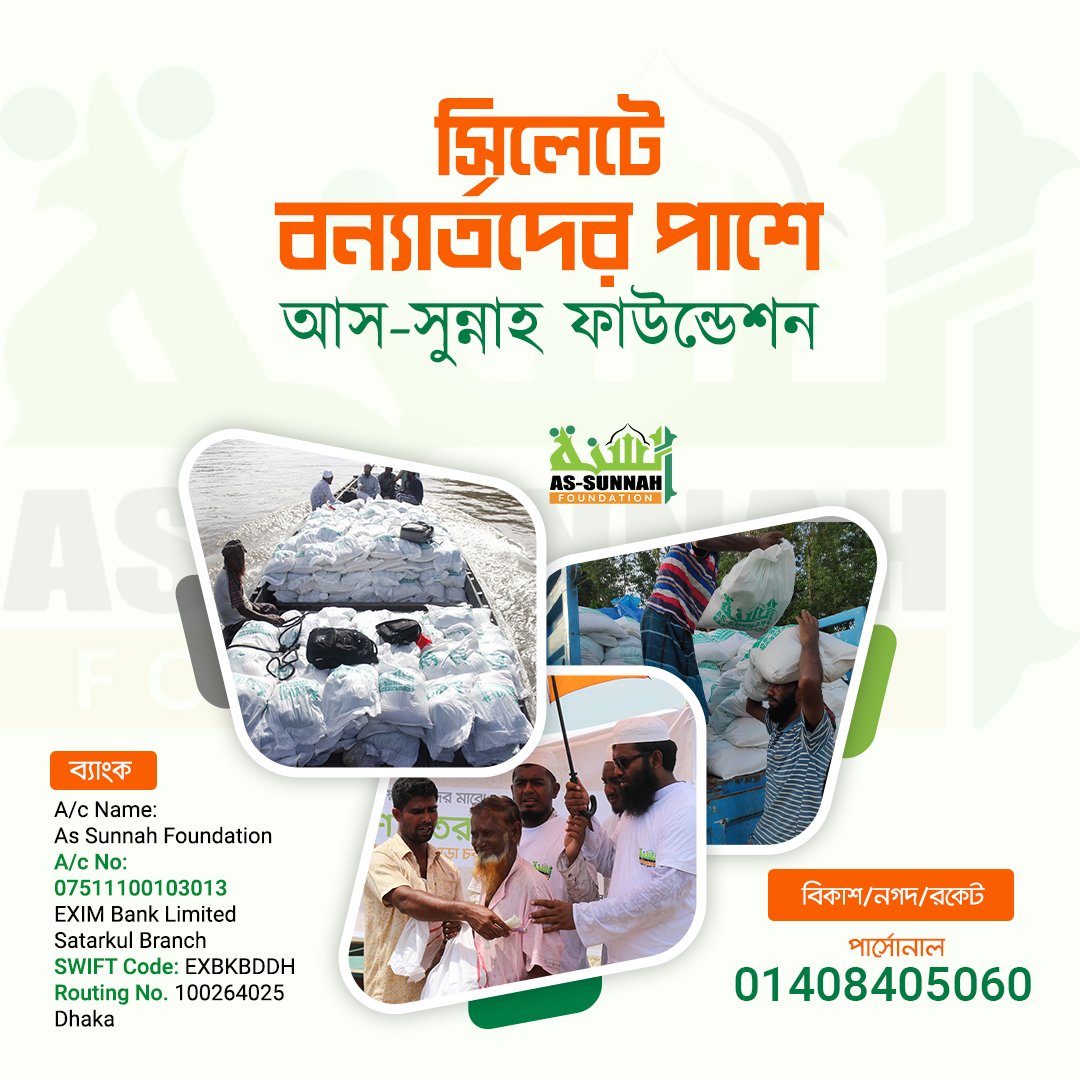 সিলেটে
বন্যার্তদের পাশে
আস-সুন্নাহ ফাউন্ডেশন
AS-SUNNAH
FOUNDATION
ব্যাংক
A/c Name:
As Sunnah Foundation
A/c No:
07511100103013
EXIM Bank Limited
Satarkul Branch
SWIFT Code: EXBKBDDH
Routing No. 100264025
Dhaka
বিকাশ/নগদ/রকেট
পার্সোনাল
01408405060